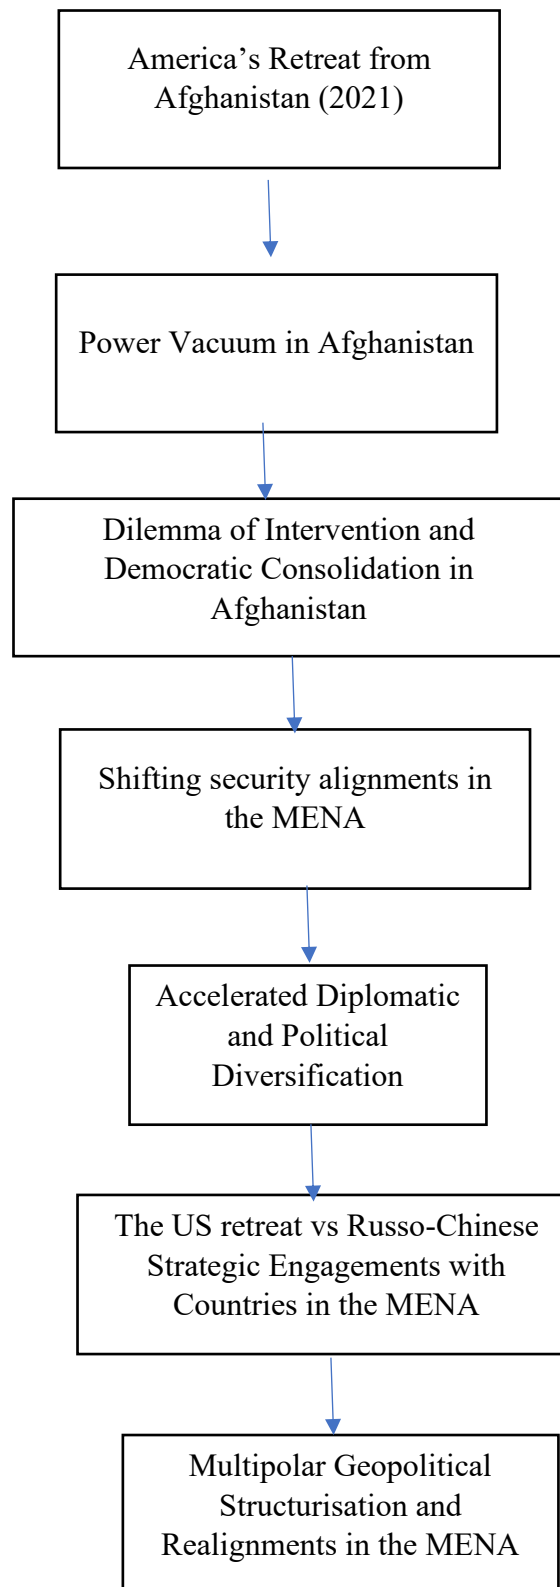 America’s Retreat from
Afghanistan (2021)
Power Vacuum in Afghanistan
Dilemma of Intervention and
Democratic Consolidation in
Afghanistan
Shifting security alignments in
the MENA
Accelerated Diplomatic
and Political
Diversification
The US retreat vs Russo-Chinese
Strategic Engagements with
Countries in the MENA
Multipolar Geopolitical
Structurisation and
Realignments in the MENA